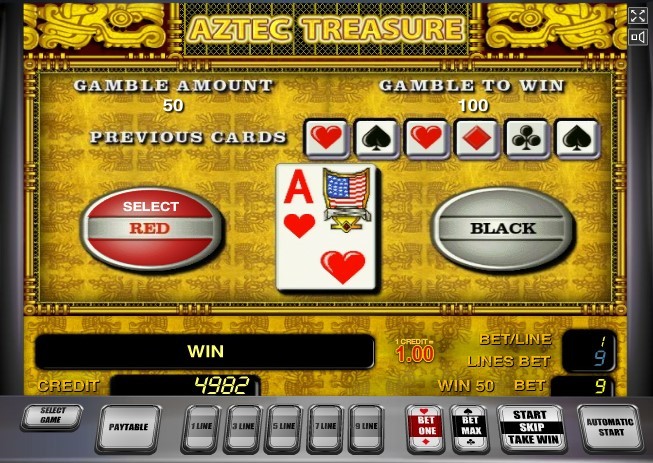 AZTEC TREASURE
GAMBLE AMOUNT
50
GAMBLE TO WIN
100
PREVIOUS CARDS
SELECT
RED
A
BLACK
WIN
1 CREDIT =
1.00
BET/LINE 1
LINES BET 9
CREDIT 4982
WIN 50 BET 9
SELECT
GAME
PAYTABLE
1 LINE
3 LINE
5 LINE
7 LINE
9 LINE
BET
ONE
BET
MAX
START
SKIP
TAKE WIN
AUTOMATIC
START